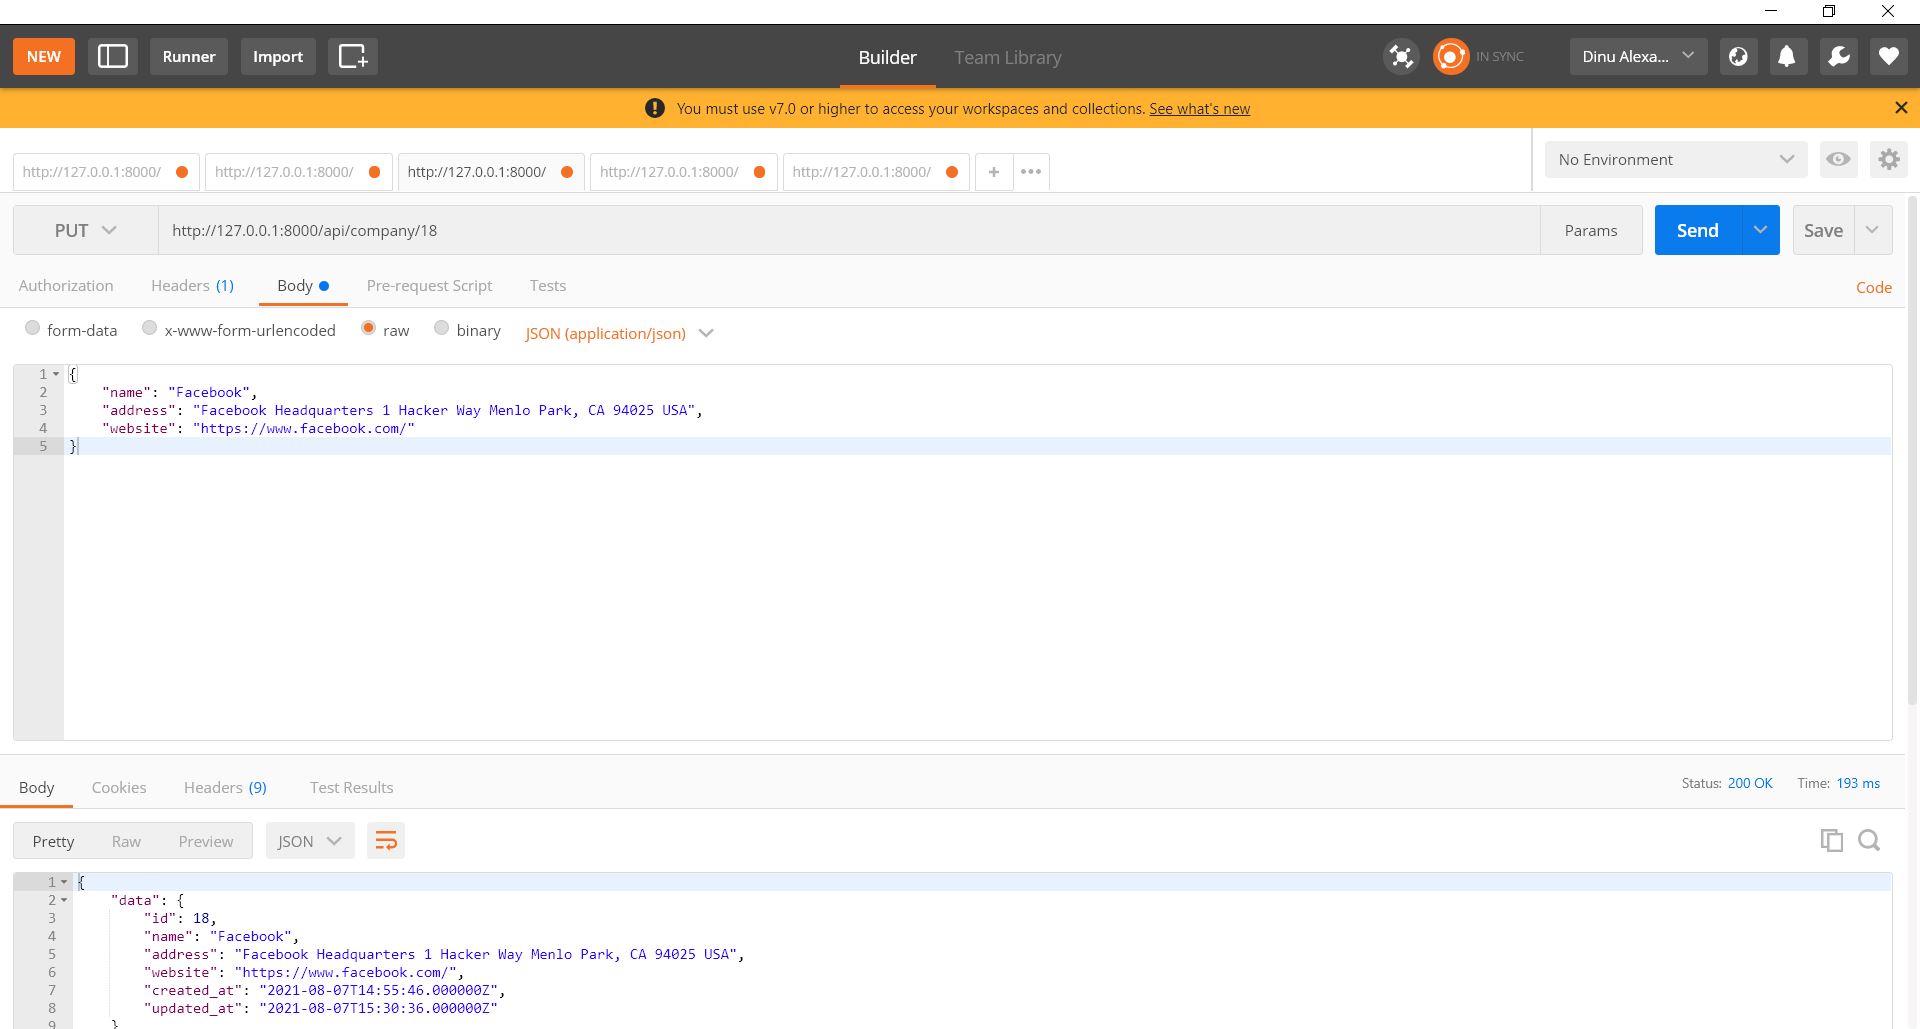 NEW Runner Import Builder Team Library IN SYNC Dinu Alexa...
You must use v7.0 or higher to access your workspaces and collections. See what's new
http://127.0.0.1:8000/ http://127.0.0.1:8000/ http://127.0.0.1:8000/ http://127.0.0.1:8000/ http://127.0.0.1:8000/ + ••• No Environment
PUT http://127.0.0.1:8000/api/company/18 Params Send Save
Authorization Headers (1) Body Pre-request Script Tests Code
form-data x-www-form-urlencoded raw binary JSON (application/json)
1 {
2 "name": "Facebook",
3 "address": "Facebook Headquarters 1 Hacker Way Menlo Park, CA 94025 USA",
4 "website": "https://www.facebook.com/"
5 }
Body Cookies Headers (9) Test Results Status: 200 OK Time: 193 ms
Pretty Raw Preview JSON
1 {
2 "data": {
3 "id": 18,
4 "name": "Facebook",
5 "address": "Facebook Headquarters 1 Hacker Way Menlo Park, CA 94025 USA",
6 "website": "https://www.facebook.com/",
7 "created_at": "2021-08-07T14:55:46.000000Z",
8 "updated_at": "2021-08-07T15:30:36.000000Z"
9 }